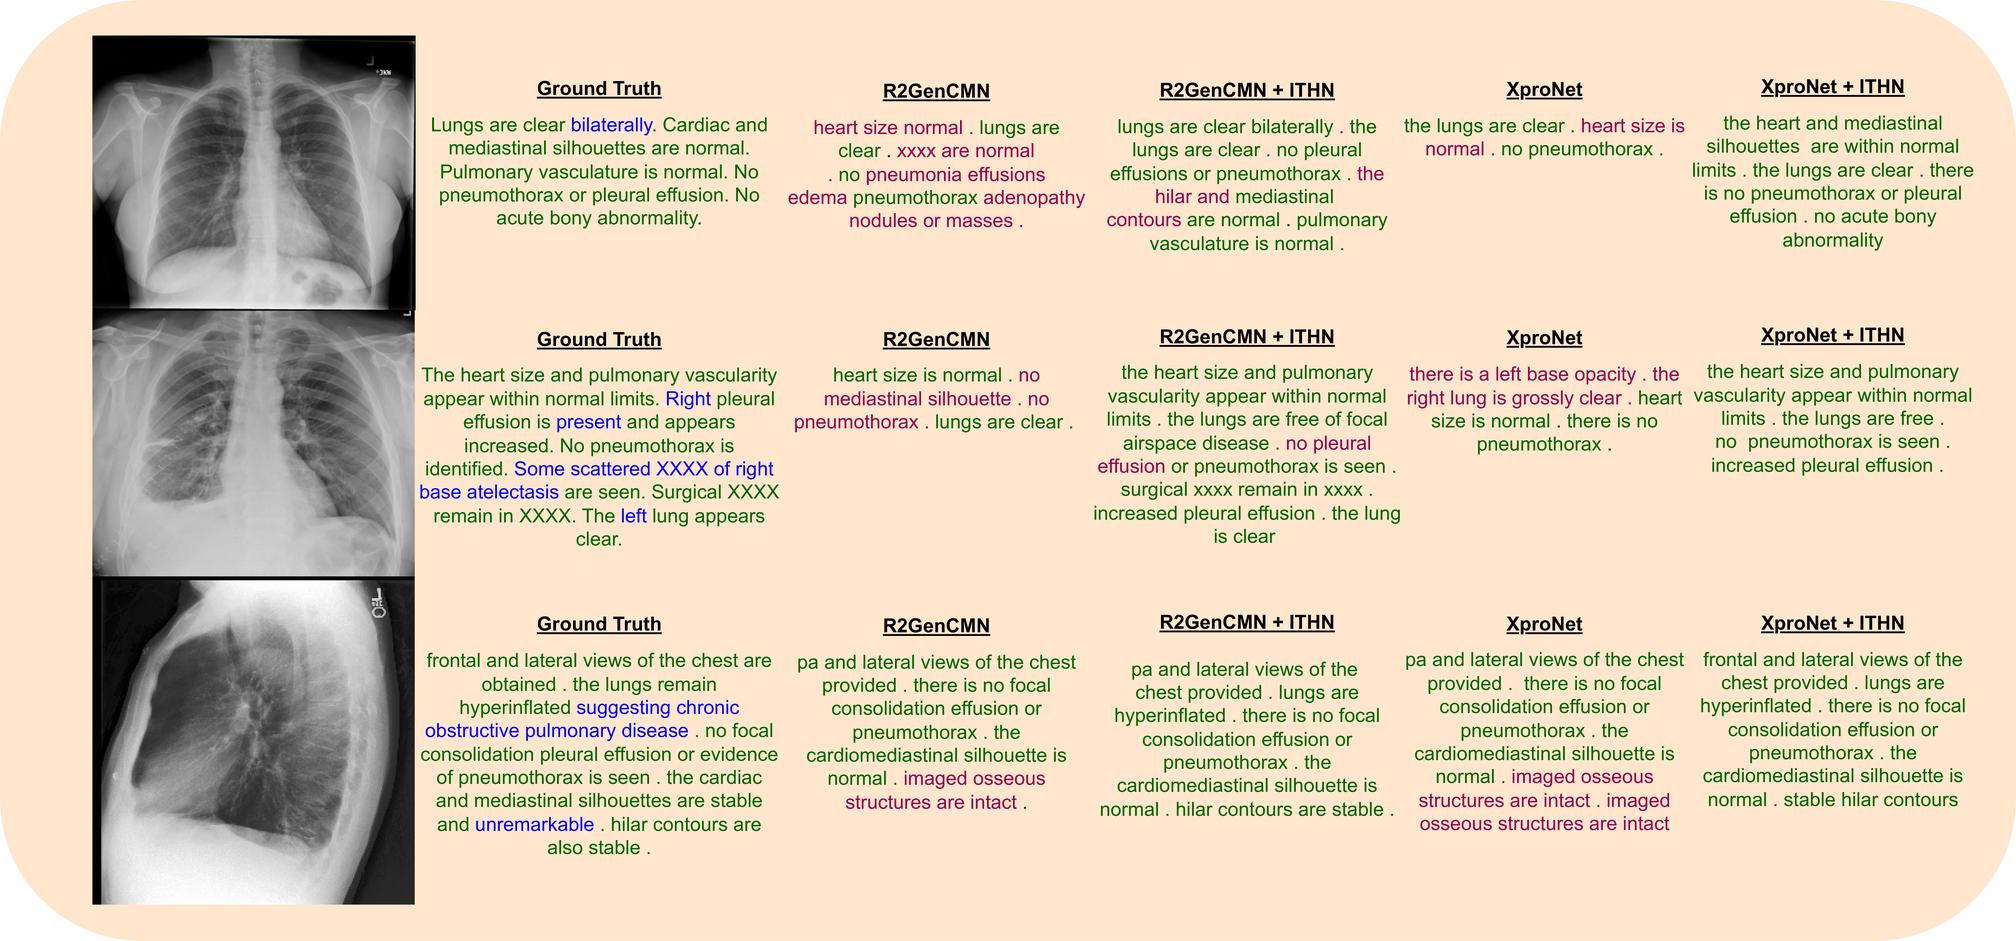 Ground Truth
Lungs are clear bilaterally. Cardiac and
mediastinal silhouettes are normal.
Pulmonary vasculature is normal. No
pneumothorax or pleural effusion. No
acute bony abnormality.
R2GenCMN
heart size normal . lungs are
clear . xxxx are normal
. no pneumonia effusions
edema pneumothorax adenopathy
nodules or masses .
R2GenCMN + ITHN
lungs are clear bilaterally . the
lungs are clear . no pleural
effusions or pneumothorax . the
hilar and mediastinal
contours are normal . pulmonary
vasculature is normal .
XproNet
the lungs are clear . heart size is
normal . no pneumothorax .
XproNet + ITHN
the heart and mediastinal
silhouettes are within normal
limits . the lungs are clear . there
is no pneumothorax or pleural
effusion . no acute bony
abnormality
Ground Truth
The heart size and pulmonary vascularity
appear within normal limits. Right pleural
effusion is present and appears
increased. No pneumothorax is
identified. Some scattered XXXX of right
base atelectasis are seen. Surgical XXXX
remain in XXXX. The left lung appears
clear.
R2GenCMN
heart size is normal . no
mediastinal silhouette . no
pneumothorax . lungs are clear .
R2GenCMN + ITHN
the heart size and pulmonary
vascularity appear within normal
limits . the lungs are free of focal
airspace disease . no pleural
effusion or pneumothorax is seen .
surgical xxxx remain in xxxx .
increased pleural effusion . the lung
is clear
XproNet
there is a left base opacity . the
right lung is grossly clear . heart
size is normal . there is no
pneumothorax .
XproNet + ITHN
the heart size and pulmonary
vascularity appear within normal
limits . the lungs are free .
no pneumothorax is seen .
increased pleural effusion .
Ground Truth
frontal and lateral views of the chest are
obtained . the lungs remain
hyperinflated suggesting chronic
obstructive pulmonary disease . no focal
consolidation pleural effusion or evidence
of pneumothorax is seen . the cardiac
and mediastinal silhouettes are stable
and unremarkable . hilar contours are
also stable .
R2GenCMN
pa and lateral views of the chest
provided . there is no focal
consolidation effusion or
pneumothorax . the
cardiomediastinal silhouette is
normal . imaged osseous
structures are intact .
R2GenCMN + ITHN
pa and lateral views of the
chest provided . lungs are
hyperinflated . there is no focal
consolidation effusion or
pneumothorax . the
cardiomediastinal silhouette is
normal . hilar contours are stable .
XproNet
pa and lateral views of the chest
provided . there is no focal
consolidation effusion or
pneumothorax . the
cardiomediastinal silhouette is
normal . imaged osseous
structures are intact . imaged
osseous structures are intact
XproNet + ITHN
frontal and lateral views of the
chest provided . lungs are
hyperinflated . there is no focal
consolidation effusion or
pneumothorax . the
cardiomediastinal silhouette is
normal . stable hilar contours